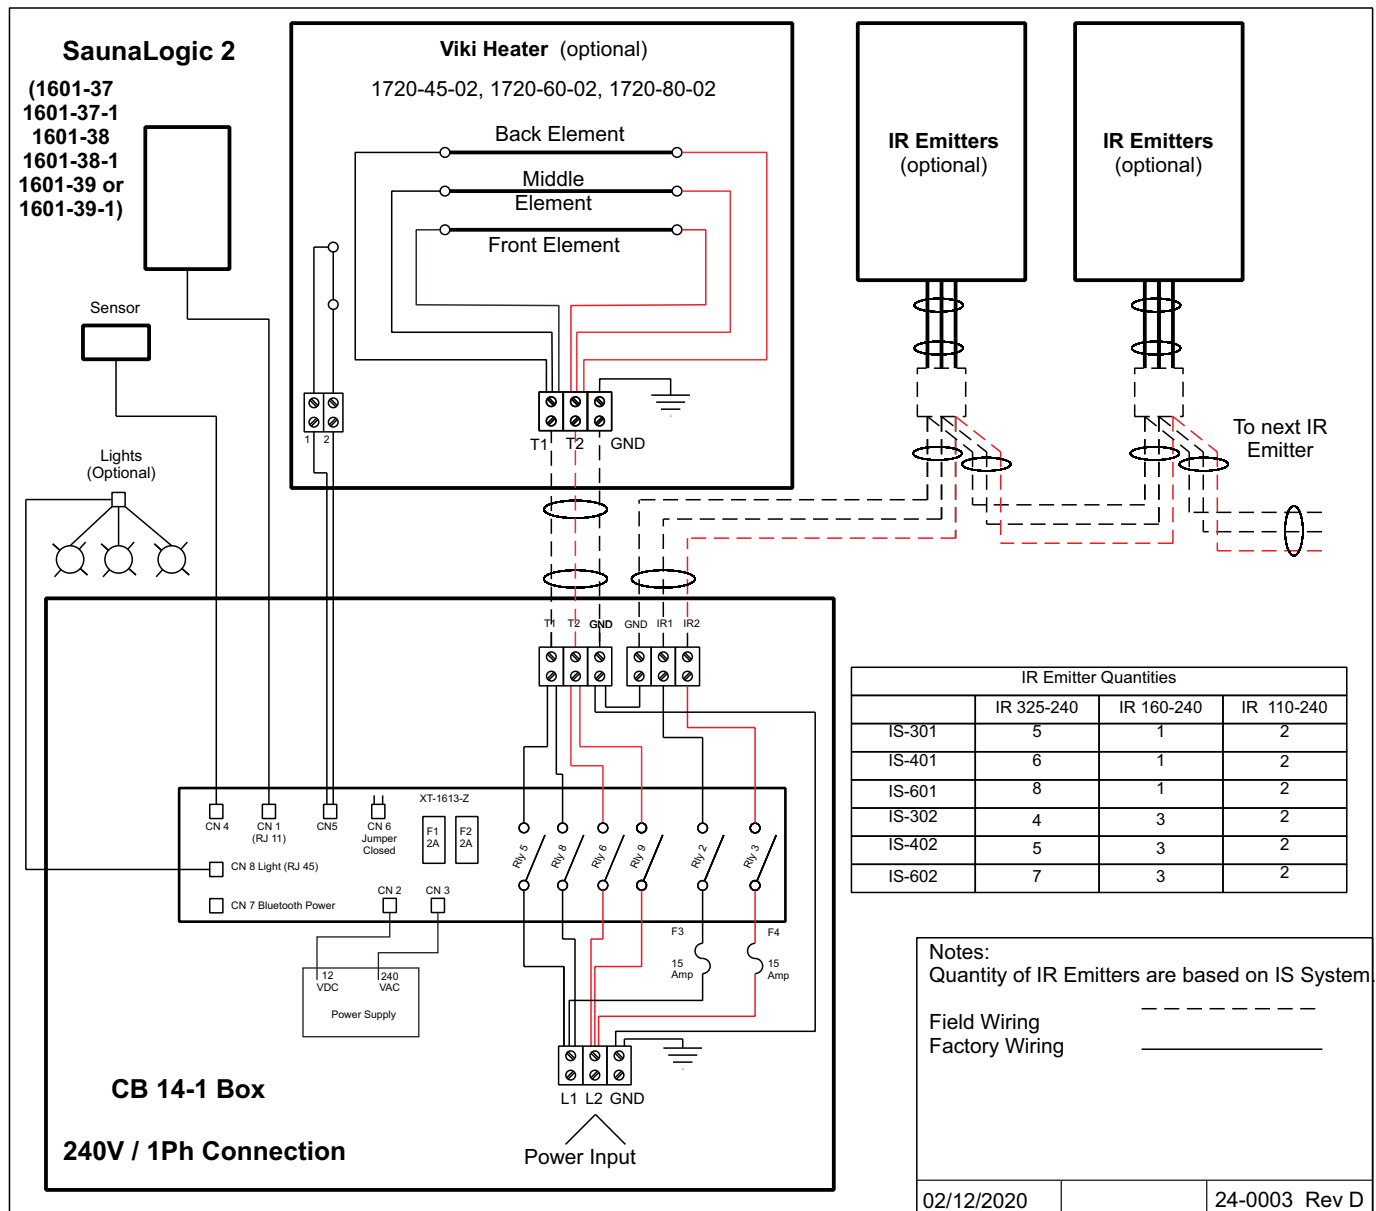 SaunaLogic 2
(1601-37
1601-37-1
1601-38
1601-38-1
1601-39 or
1601-39-1)
Viki Heater (optional)
1720-45-02, 1720-60-02, 1720-80-02
Back Element
Middle
Element
Front Element
1 2
T1 T2 GND
IR Emitters
(optional)
IR Emitters
(optional)
To next IR
Emitter
Sensor
Lights
(Optional)
T1 T2 GND GND IR1 IR2
XT-1613-Z
CN 4
CN 1
(RJ 11)
CN5
CN 6
Jumper
Closed
F1
2A
F2
2A
Rly 5
Rly 8
Rly 6
Rly 9
Rly 2
Rly 3
CN 8 Light (RJ 45)
CN 7 Bluetooth Power
CN 2
CN 3
12
VDC
240
VAC
Power Supply
F3
15
Amp
F4
15
Amp
L1 L2 GND
Power Input
CB 14-1 Box
240V / 1Ph Connection
IR Emitter Quantities
IR 325-240 IR 160-240 IR 110-240
IS-301 5 1 2
IS-401 6 1 2
IS-601 8 1 2
IS-302 4 3 2
IS-402 5 3 2
IS-602 7 3 2
Notes:
Quantity of IR Emitters are based on IS System.
Field Wiring
Factory Wiring
02/12/2020 24-0003 Rev D